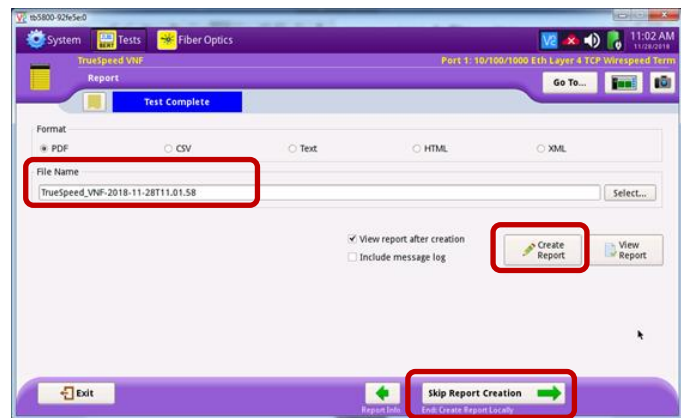 tb5800-92fe5e:0
System Tests Fiber Optics 11:02 AM
11/28/2018
TrueSpeed VNF Port 1: 10/100/1000 Eth Layer 4 TCP Wirespeed Term
Report Go To...
Test Complete
Format
PDF CSV Text HTML XML
File Name
TrueSpeed_VNF-2018-11-28T11.01.58 Select...
View report after creation
Include message log
Create Report
View Report
Exit Skip Report Creation
Report Info End: Create Report Locally